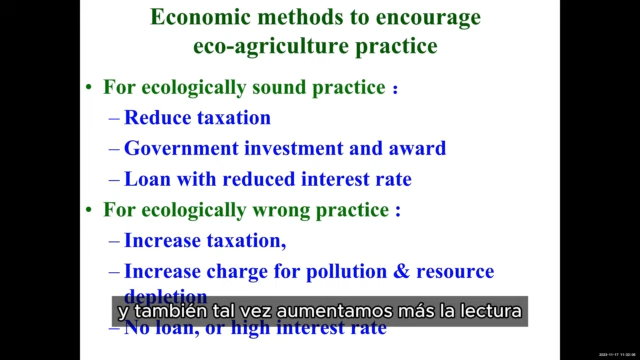 Economic methods to encourage
eco-agriculture practice
• For ecologically sound practice :
– Reduce taxation
– Government investment and award
– Loan with reduced interest rate
• For ecologically wrong practice :
– Increase taxation,
– Increase charge for pollution & resource
depletion
y también tal vez aumentamos más la lectura
– No loan, or high interest rate